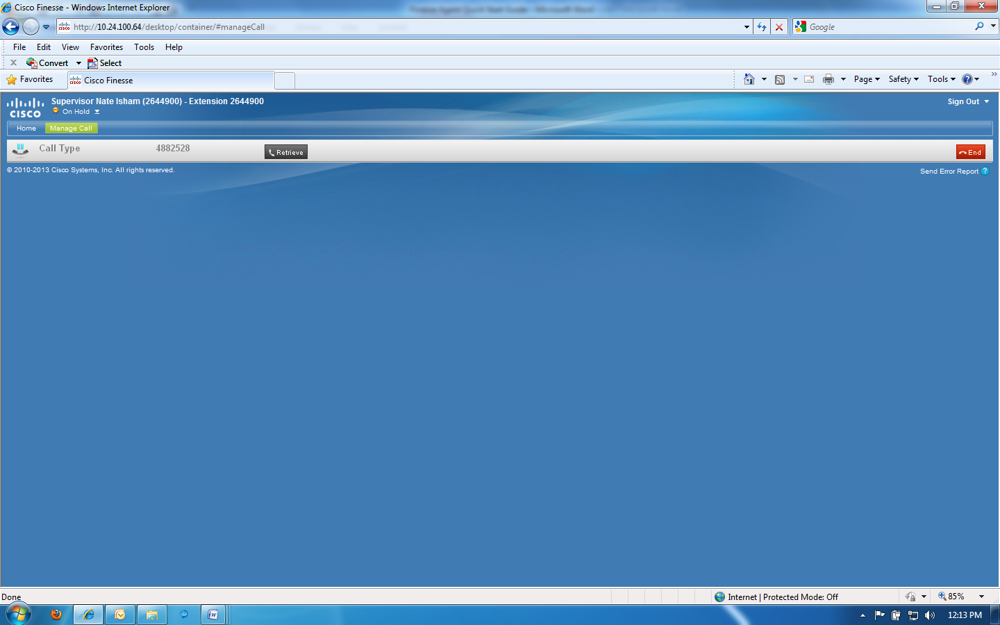 Cisco Finesse - Windows Internet Explorer
http://10.24.100.64/desktop/container/#manageCall
Google
File Edit View Favorites Tools Help
x Convert Select
Favorites Cisco Finesse Page Safety Tools
cisco
Supervisor Nate Isham (2644900) - Extension 2644900 Sign Out
On Hold
Home Manage Call
Call Type 4882528 Retrieve End
© 2010-2013 Cisco Systems, Inc. All rights reserved. Send Error Report ?
Done Internet | Protected Mode: Off 85%
12:13 PM